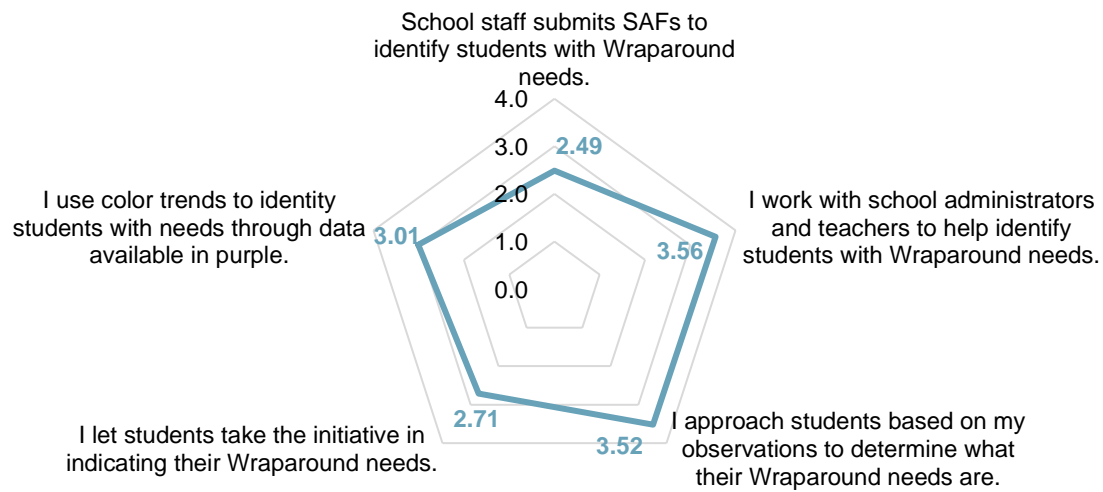 School staff submits SAFs to
identify students with Wraparound
needs.
4.0
3.0
2.49
2.0
1.0
0.0
I work with school administrators
and teachers to help identify
students with Wraparound needs.
3.56
I approach students based on my
observations to determine what
their Wraparound needs are.
3.52
I let students take the initiative in
indicating their Wraparound needs.
2.71
I use color trends to identity
students with needs through data
available in purple.
3.01